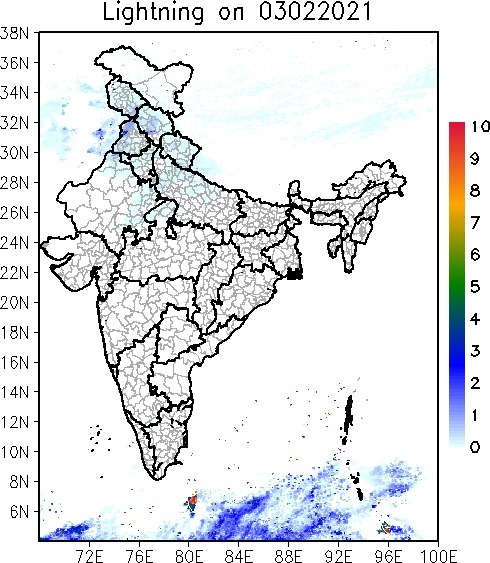 Lightning on 03022021
38N
36N
34N
32N
30N
28N
26N
24N
22N
20N
18N
16N
14N
12N
10N
8N
6N
72E 76E 80E 84E 88E 92E 96E 100E
10
9
8
7
6
5
4
3
2
1
0